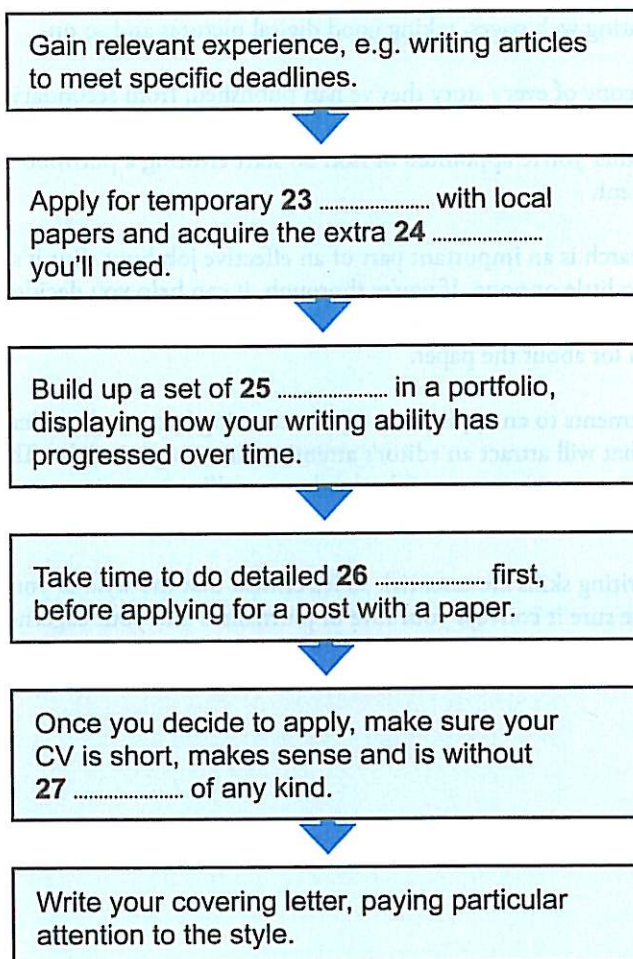 Gain relevant experience, e.g. writing articles
to meet specific deadlines.
Apply for temporary 23 .................... with local
papers and acquire the extra 24 ...................
you'll need.
Build up a set of 25 .................... in a portfolio,
displaying how your writing ability has
progressed over time.
Take time to do detailed 26 .................... first,
before applying for a post with a paper.
Once you decide to apply, make sure your
CV is short, makes sense and is without
27 ................... of any kind.
Write your covering letter, paying particular
attention to the style.